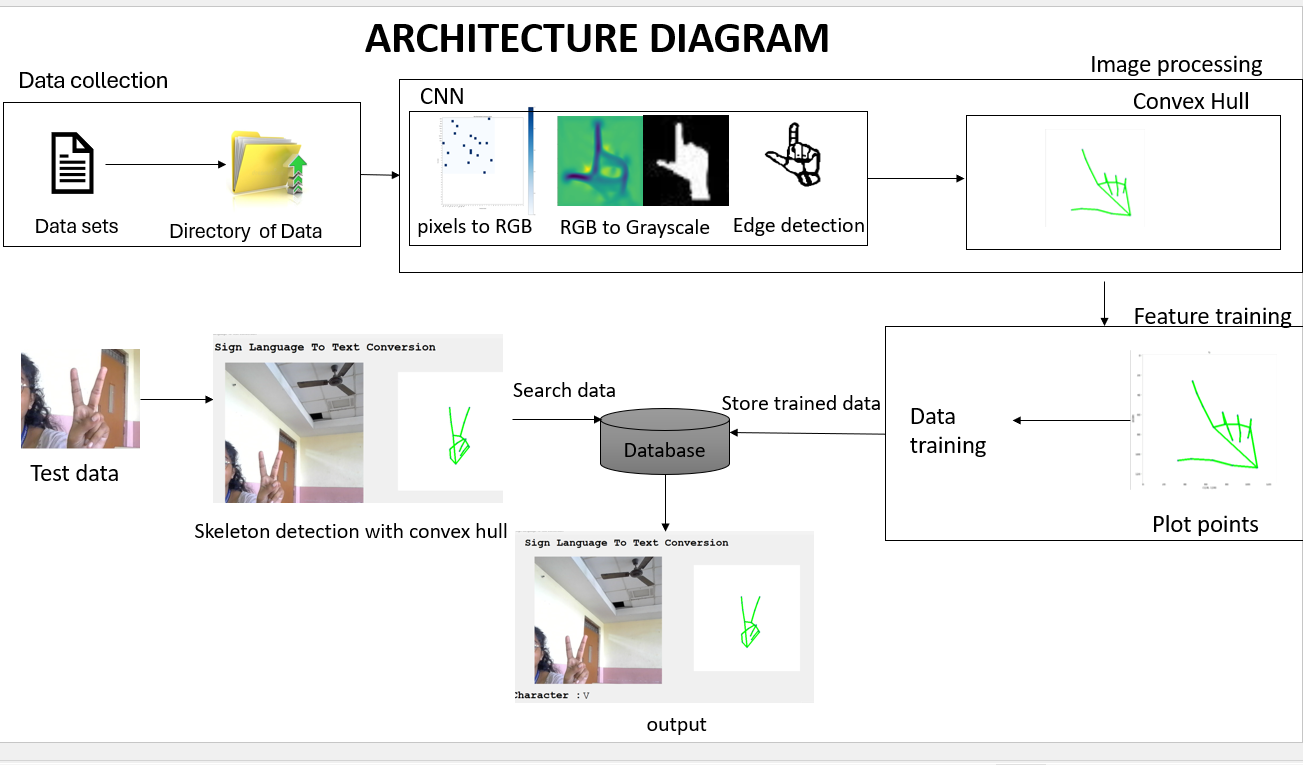 ARCHITECTURE DIAGRAM
Data collection
Image processing
CNN
Convex Hull
Data sets
Directory of Data
pixels to RGB
RGB to Grayscale
Edge detection
Feature training
Sign Language To Text Conversion
Search data
Store trained data
Data
training
Database
Test data
Skeleton detection with convex hull
Plot points
Sign Language To Text Conversion
Character : V
output